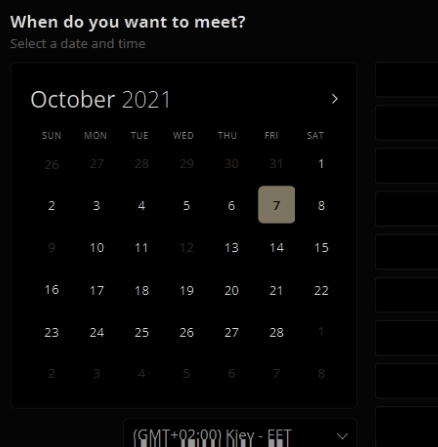 When do you want to meet?
Select a date and time
October 2021
SUN MON TUE WED THU FRI SAT
26 27 28 29 30 31 1
2 3 4 5 6 7 8
9 10 11 12 13 14 15
16 17 18 19 20 21 22
23 24 25 26 27 28 1
2 3 4 5 6 7 8
(GMT+02:00) Kiev - EET